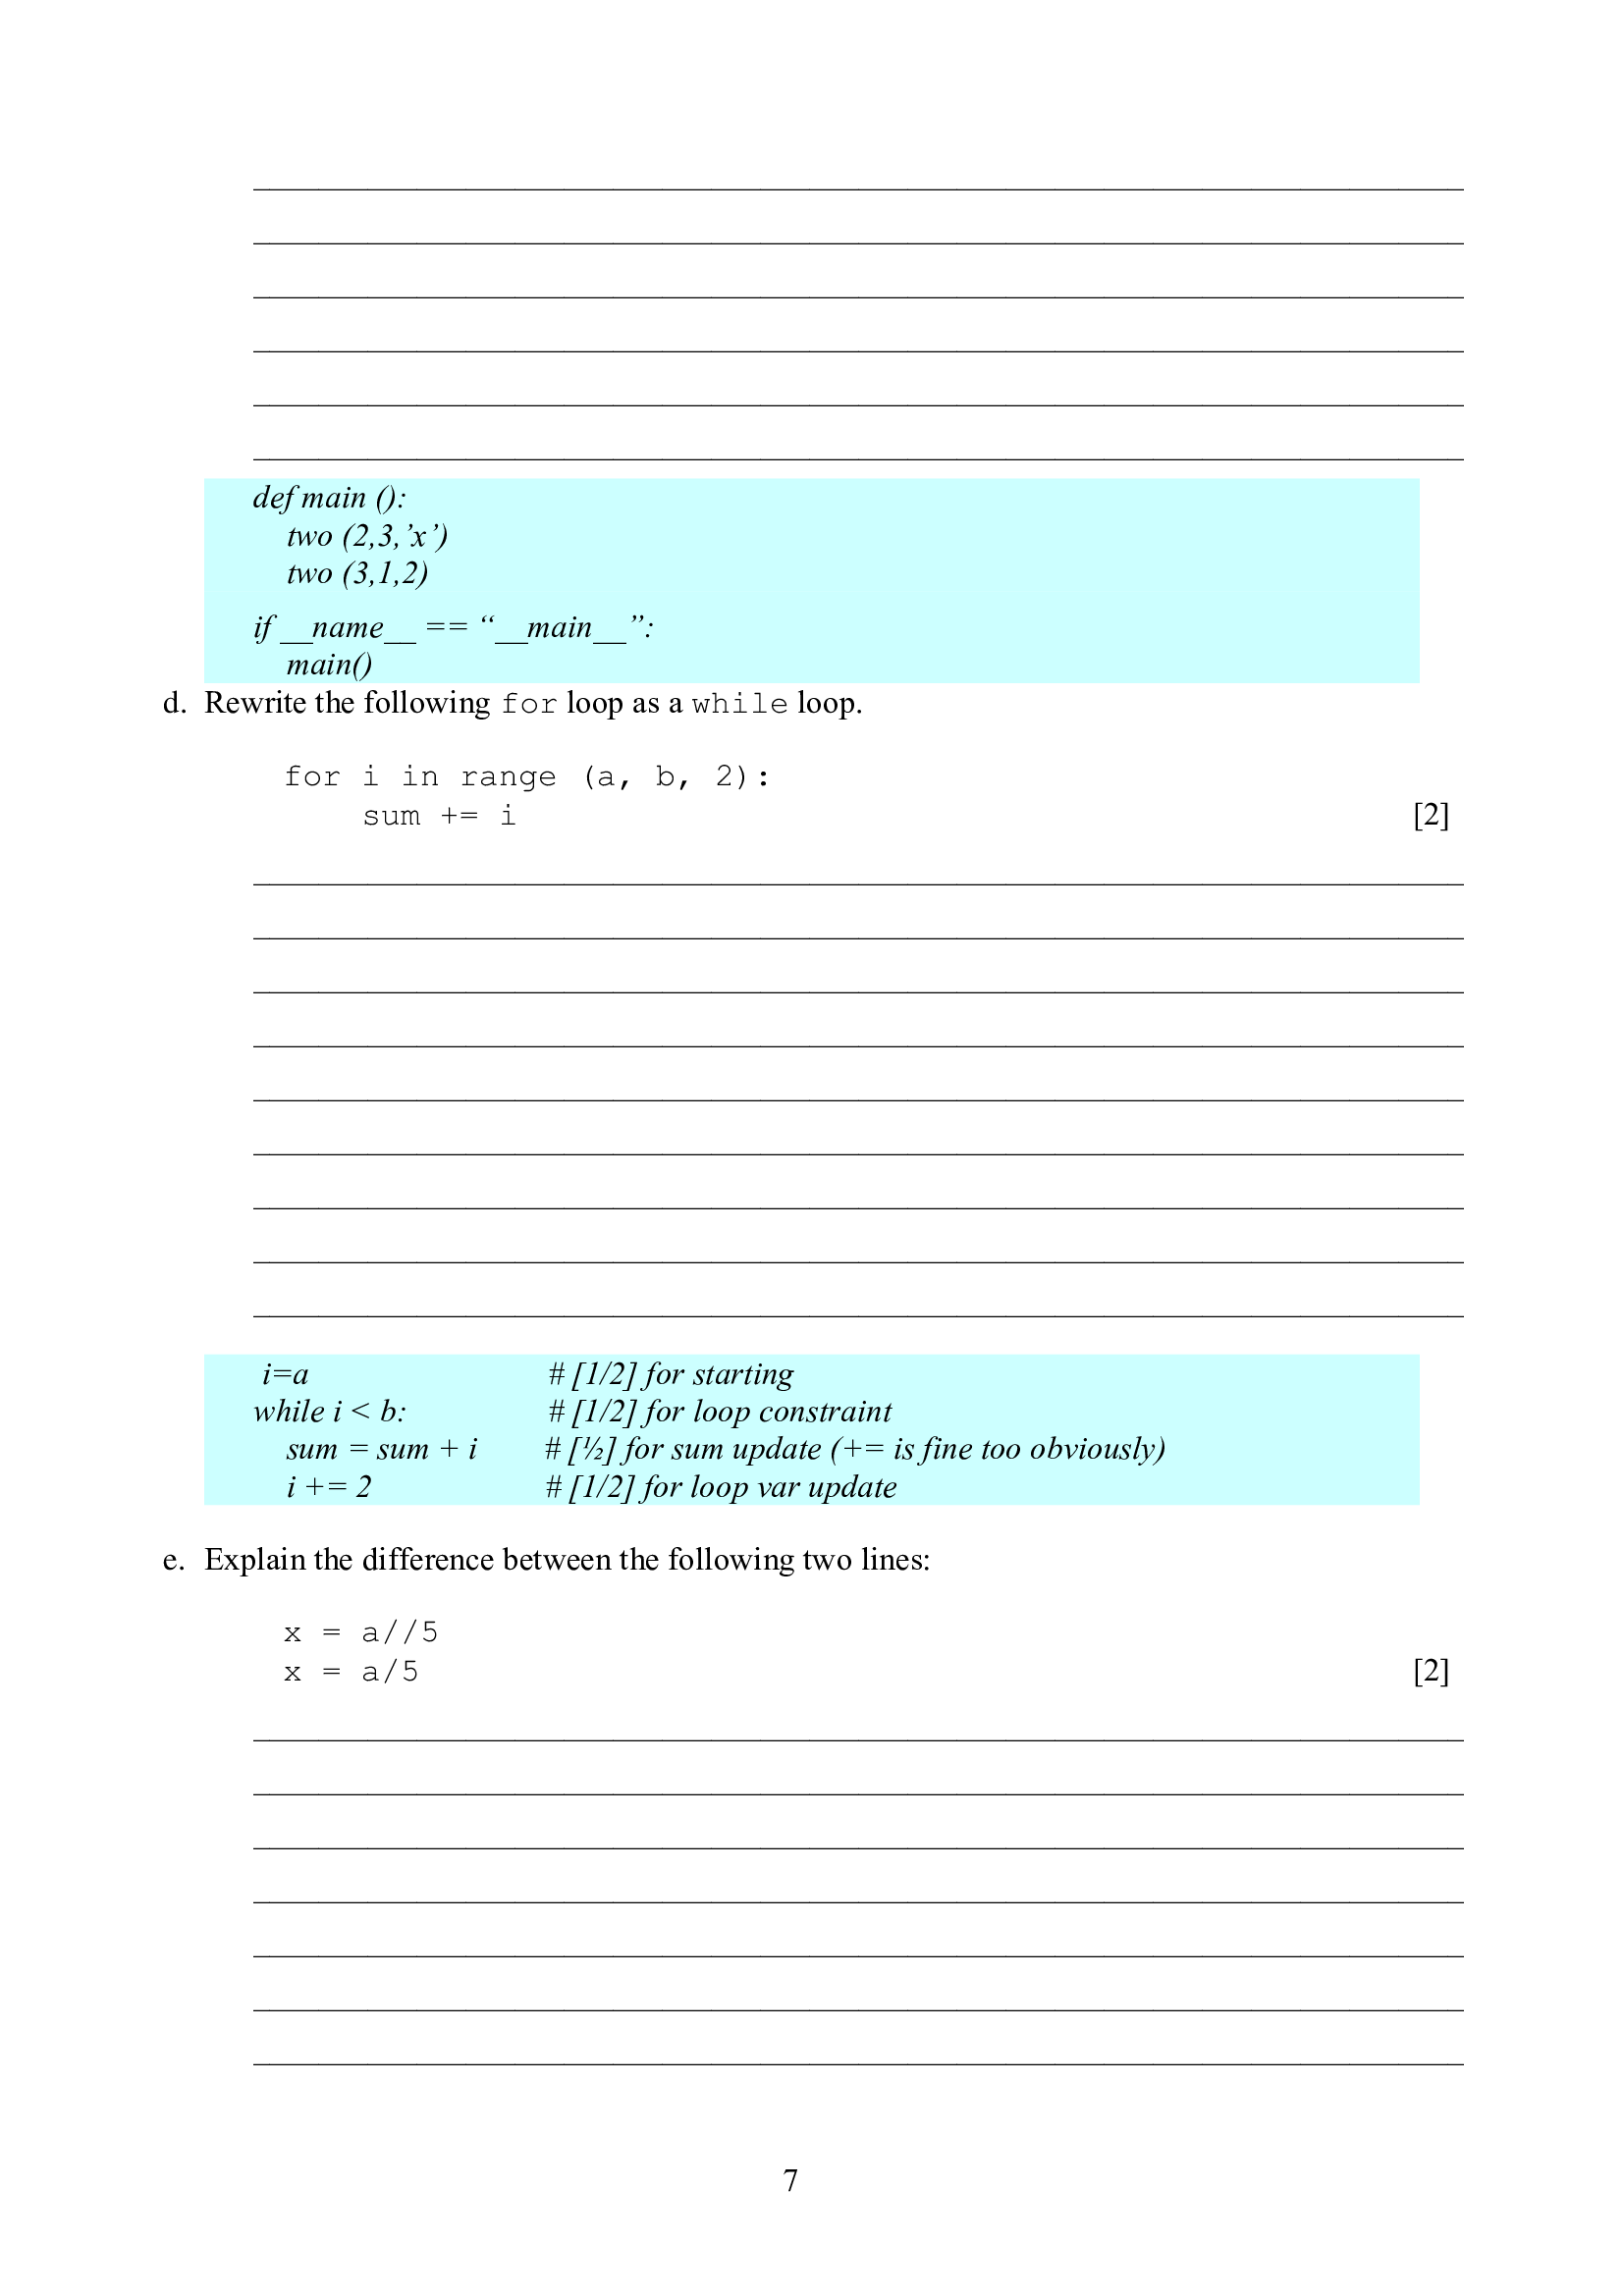 def main ():
two (2,3,’x’)
two (3,1,2)
if __name__ == “__main__”:
main()
d. Rewrite the following for loop as a while loop.
for i in range (a, b, 2):
sum += i [2]
i=a # [1/2] for starting
while i < b: # [1/2] for loop constraint
sum = sum + i # [½] for sum update (+= is fine too obviously)
i += 2 # [1/2] for loop var update
e. Explain the difference between the following two lines:
x = a//5
x = a/5 [2]
7